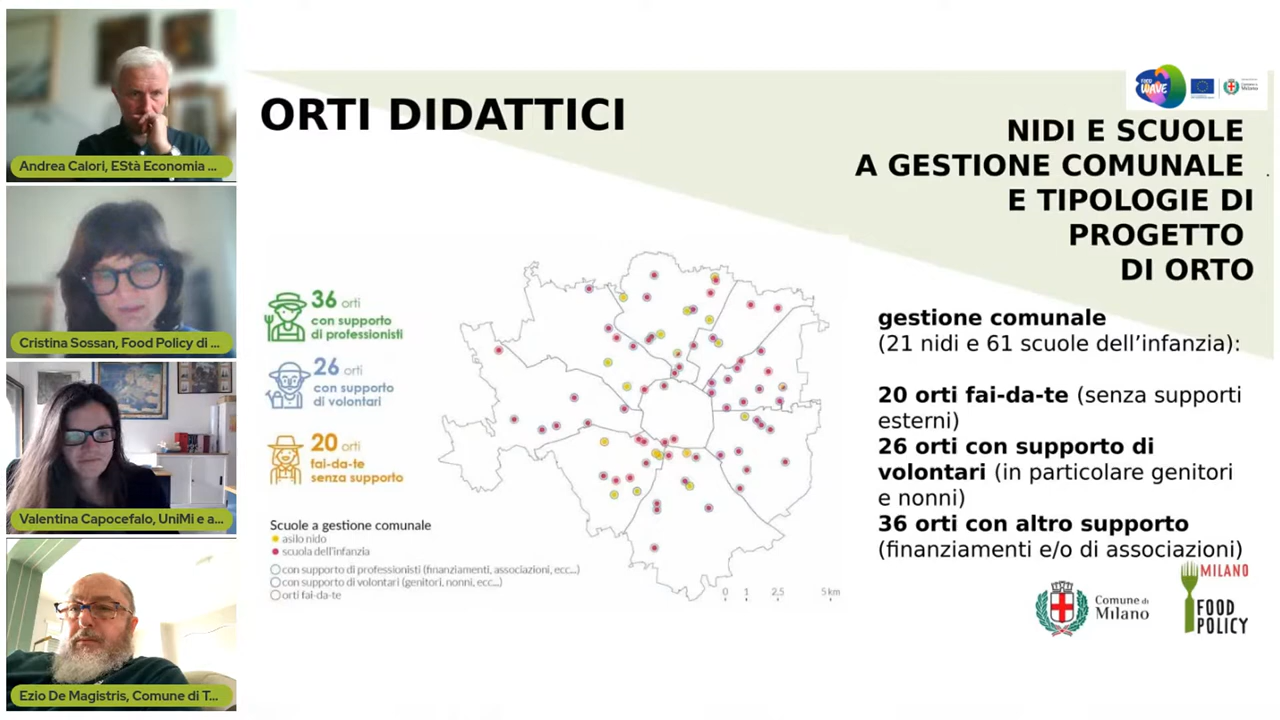 Andrea Calori, EStà Economia ...
Cristina Sossan, Food Policy di ...
Valentina Capocefalo, UniMi e a...
Ezio De Magistris, Comune di T...
ORTI DIDATTICI
FOOD
WAVE
Comune di
Milano
NIDI E SCUOLE
A GESTIONE COMUNALE
E TIPOLOGIE DI
PROGETTO
DI ORTO
36 orti
con supporto
di professionisti
26 orti
con supporto
di volontari
20 orti
fai-da-te
senza supporto
Scuole a gestione comunale
asilo nido
scuola dell'infanzia
con supporto di professionisti (finanziamenti, associazioni, ecc...)
con supporto di volontari (genitori, nonni, ecc...)
orti fai-da-te
0 1 2,5 5 km
gestione comunale
(21 nidi e 61 scuole dell’infanzia):
20 orti fai-da-te (senza supporti
esterni)
26 orti con supporto di
volontari (in particolare genitori
e nonni)
36 orti con altro supporto
(finanziamenti e/o di associazioni)
Comune di
Milano
MILANO
FOOD
POLICY